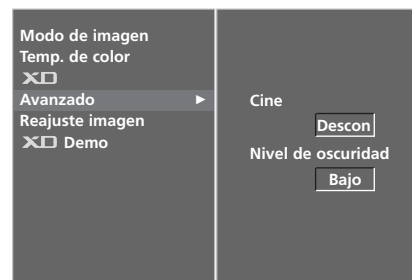 Modo de imagen
Temp. de color
XD
Avanzado ►
Reajuste imagen
XD Demo
Cine
Descon
Nivel de oscuridad
Bajo